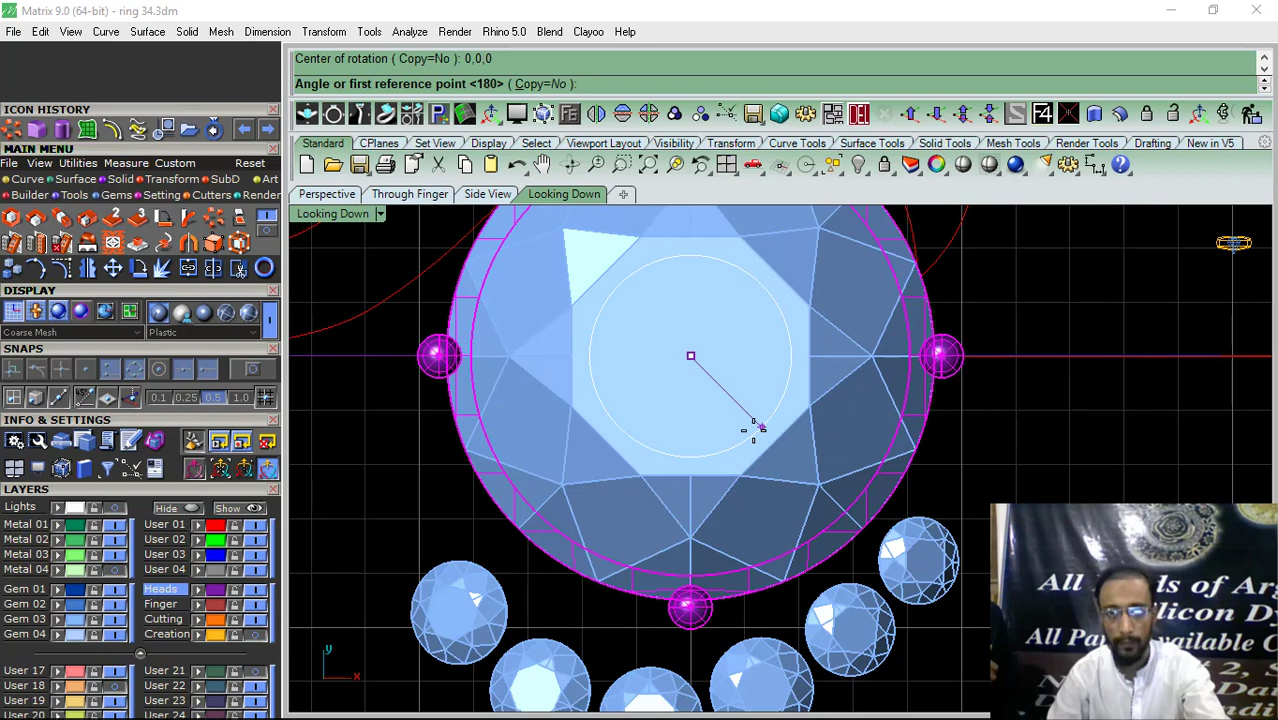 Matrix 9.0 (64-bit) - ring 34.3dm
File Edit View Curve Surface Solid Mesh Dimension Transform Tools Analyze Render Rhino 5.0 Blend Clayoo Help
Center of rotation ( Copy=No ) 0,0,0
Angle or first reference point <180> ( Copy=No ):
ICON HISTORY
MAIN MENU
File View Utilities Measure Custom Reset
Curve Surface Solid Transform SubD Art
Builder Tools Gems Setting Cutters Render
DISPLAY
Coarse Mesh Plastic
SNAPS
0.1 0.25 0.5 1.0
INFO & SETTINGS
LAYERS
Lights Hide Show
Metal 01 User 01
Metal 02 User 02
Metal 03 User 03
Metal 04 User 04
Gem 01 Heads
Gem 02 Finger
Gem 03 Cutting
Gem 04 Creation
User 17 User 21
User 18 User 22
User 19 User 23
DEL S F4
Standard CPlanes Set View Display Select Viewport Layout Visibility Transform Curve Tools Surface Tools Solid Tools Mesh Tools Render Tools Drafting New in V5
Perspective Through Finger Side View Looking Down
Looking Down
y
x